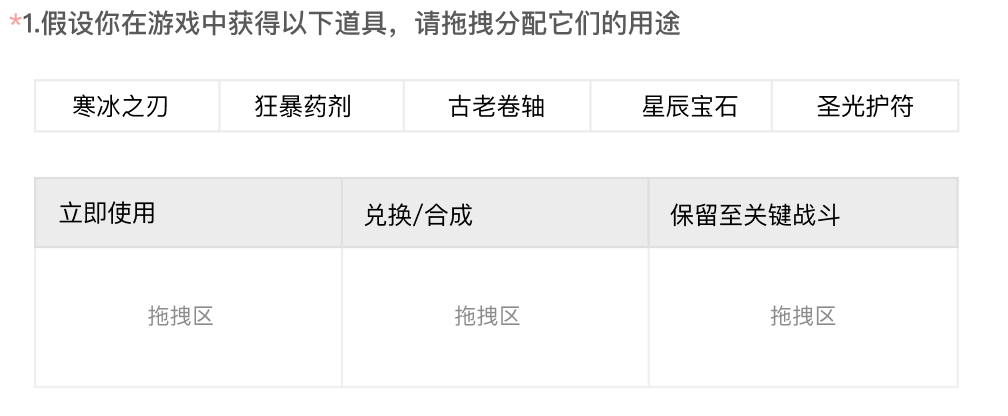 *1.假设你在游戏中获得以下道具，请拖拽分配它们的用途
寒冰之刃 狂暴药剂 古老卷轴 星辰宝石 圣光护符
立即使用 兑换/合成 保留至关键战斗
拖拽区 拖拽区 拖拽区